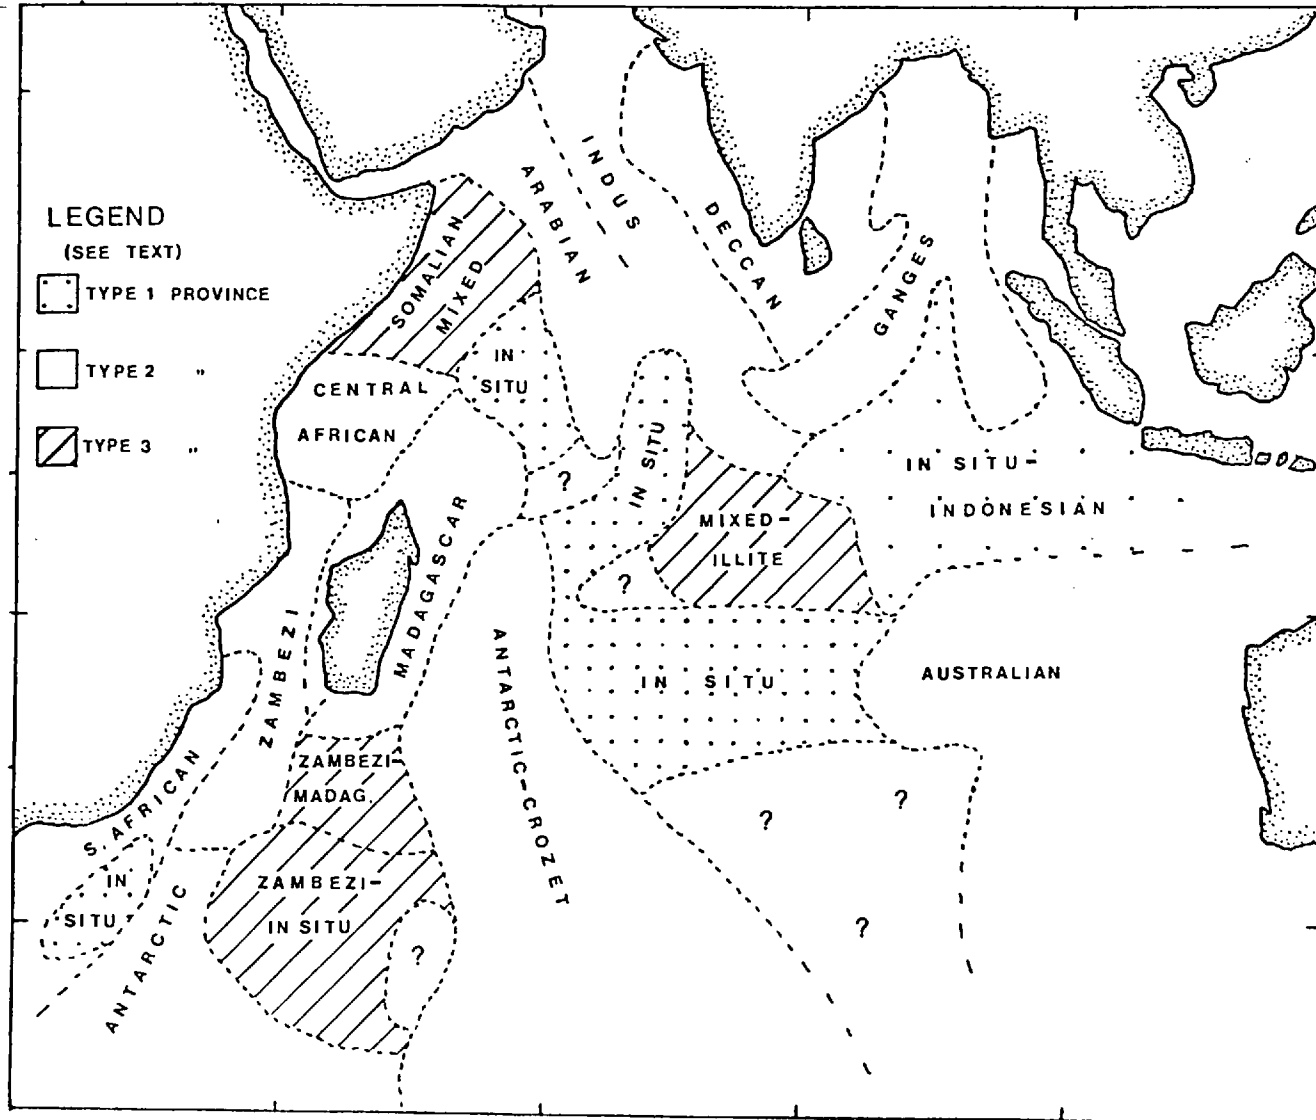 LEGEND
(SEE TEXT)
TYPE 1 PROVINCE
TYPE 2 "
TYPE 3 "
INDUS
ARABIAN
DECCAN
GANGES
SOMALIAN
MIXED
IN
SITU
CENTRAL
AFRICAN
?
IN SITU
IN SITU-
INDONESIAN
MIXED-
ILLITE
?
MADAGASCAR
ZAMBEZI
ANTARCTIC-CROZET
IN SITU
AUSTRALIAN
ZAMBEZI-
MADAG.
S. AFRICAN
?
?
IN
SITU
ZAMBEZI-
IN SITU
ANTARCTIC
?
?